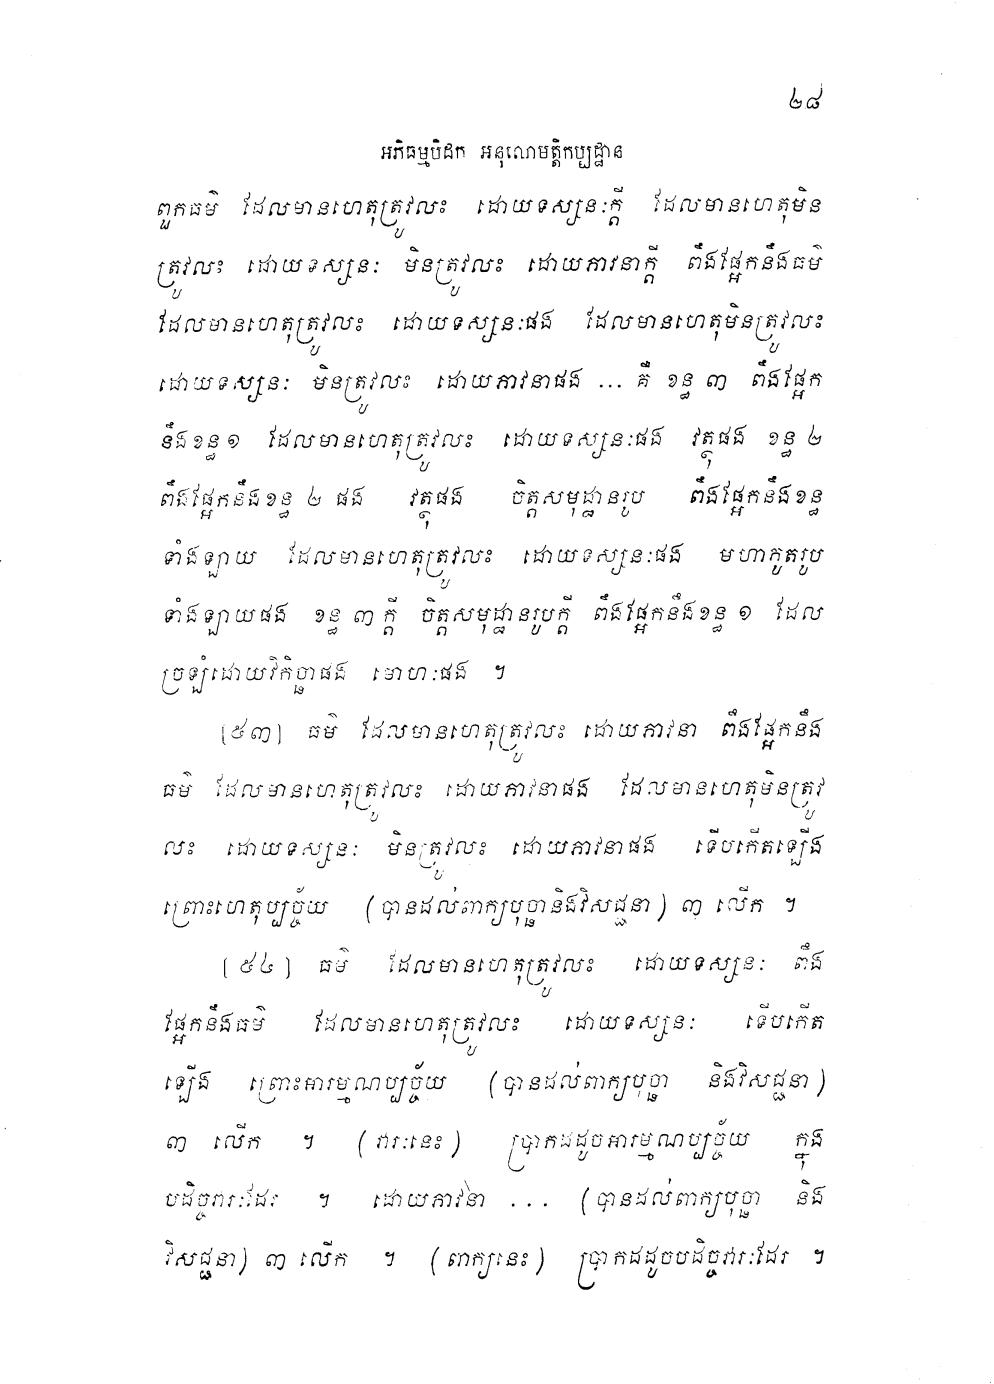 ២៨
អភិធម្មបិដក អនុលោមត្តិកប្បដ្ឋាន
ពួកធម៌ ដែលមានហេតុត្រូវលះ ដោយទស្សនៈក្តី ដែលមានហេតុមិន
ត្រូវលះ ដោយទស្សនៈ មិនត្រូវលះ ដោយភាវនាក្តី ពឹងផ្អែកនឹងធម៌
ដែលមានហេតុត្រូវលះ ដោយទស្សនៈផង ដែលមានហេតុមិនត្រូវលះ
ដោយទស្សនៈ មិនត្រូវលះ ដោយភាវនាផង ... គឺ ខន្ធ ៣ ពឹងផ្អែក
នឹងខន្ធ ១ ដែលមានហេតុត្រូវលះ ដោយទស្សនៈផង វត្ថុផង ខន្ធ ២
ពឹងផ្អែកនឹងខន្ធ ២ ផង វត្ថុផង ចិត្តសមុដ្ឋានរូប ពឹងផ្អែកនឹងខន្ធ
ទាំងឡាយ ដែលមានហេតុត្រូវលះ ដោយទស្សនៈផង មហាភូតរូប
ទាំងឡាយផង ខន្ធ ៣ ក្តី ចិត្តសមុដ្ឋានរូបក្តី ពឹងផ្អែកនឹងខន្ធ ១ ដែល
ច្រឡំដោយវិកិច្ឆាផង មោហៈផង ។
[៥៣] ធម៌ ដែលមានហេតុត្រូវលះ ដោយភាវនា ពឹងផ្អែកនឹង
ធម៌ ដែលមានហេតុត្រូវលះ ដោយភាវនាផង ដែលមានហេតុមិនត្រូវ
លះ ដោយទស្សនៈ មិនត្រូវលះ ដោយភាវនាផង ទើបកើតឡើង
ព្រោះហេតុប្បច្ច័យ (បានដល់ពាក្យបុច្ឆានិងវិសជ្ជនា) ៣ លើក ។
[៥៤] ធម៌ ដែលមានហេតុត្រូវលះ ដោយទស្សនៈ ពឹង
ផ្អែកនឹងធម៌ ដែលមានហេតុត្រូវលះ ដោយទស្សនៈ ទើបកើត
ឡើង ព្រោះអារម្មណប្បច្ច័យ (បានដល់ពាក្យបុច្ឆា និងវិសជ្ជនា)
៣ លើក ។ (វារៈនេះ) ប្រាកដដូចអារម្មណប្បច្ច័យ ក្នុង
បដិច្ចវារៈដែរ ។ ដោយភាវនា ... (បានដល់ពាក្យបុច្ឆា និង
វិសជ្ជនា) ៣ លើក ។ (ពាក្យនេះ) ប្រាកដដូចបដិច្ចវារៈដែរ ។